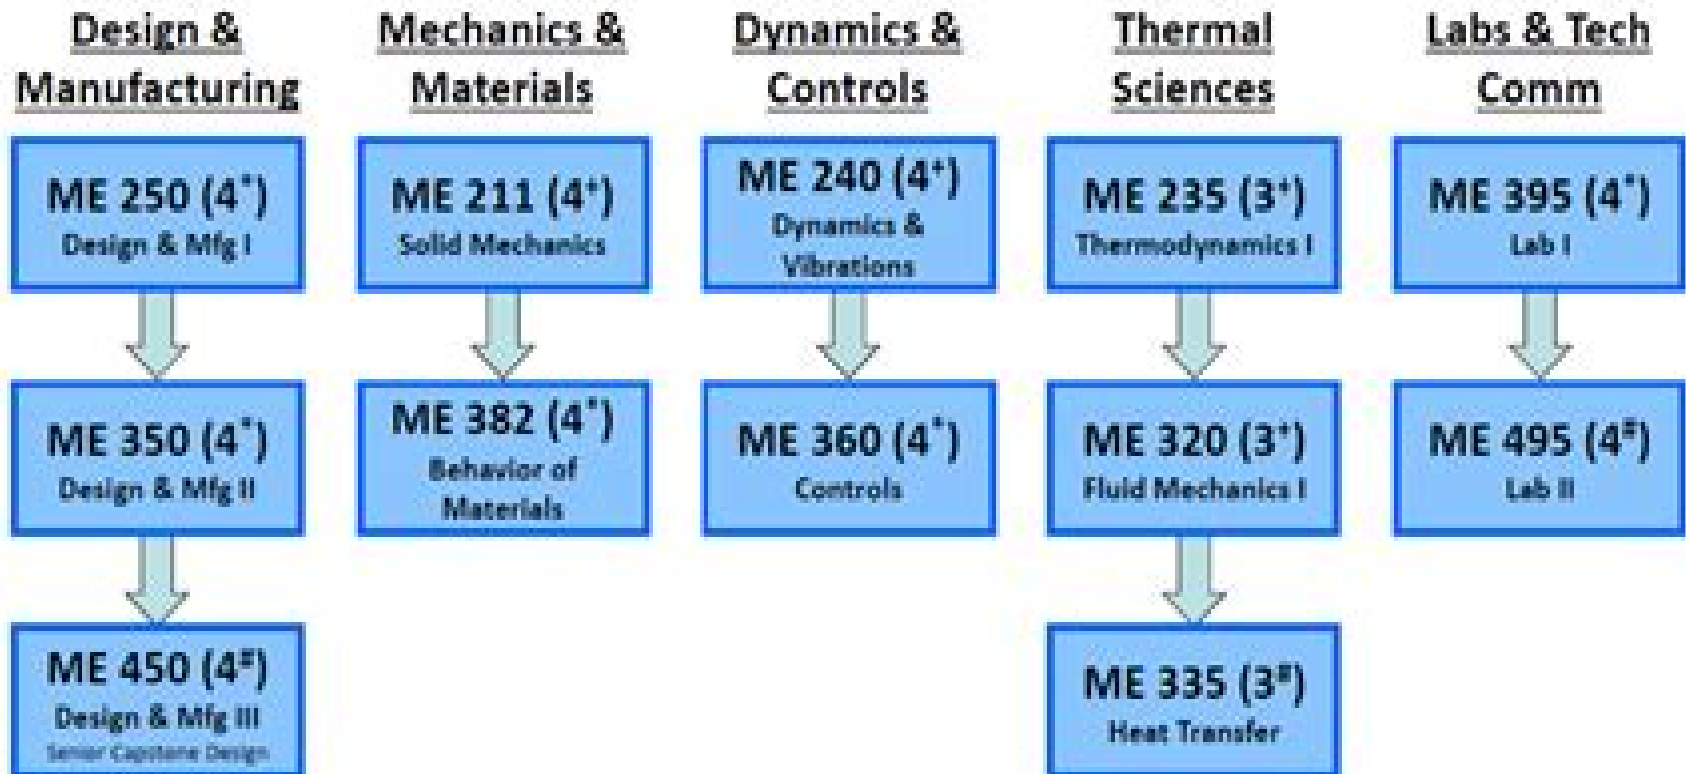 Design &
Manufacturing
ME 250 (4*)
Design & Mfg I
ME 350 (4*)
Design & Mfg II
ME 450 (4#)
Design & Mfg III
Senior Capstone Design
Mechanics &
Materials
ME 211 (4+)
Solid Mechanics
ME 382 (4*)
Behavior of
Materials
Dynamics &
Controls
ME 240 (4+)
Dynamics &
Vibrations
ME 360 (4*)
Controls
Thermal
Sciences
ME 235 (3+)
Thermodynamics I
ME 320 (3+)
Fluid Mechanics I
ME 335 (3#)
Heat Transfer
Labs & Tech
Comm
ME 395 (4*)
Lab I
ME 495 (4#)
Lab II